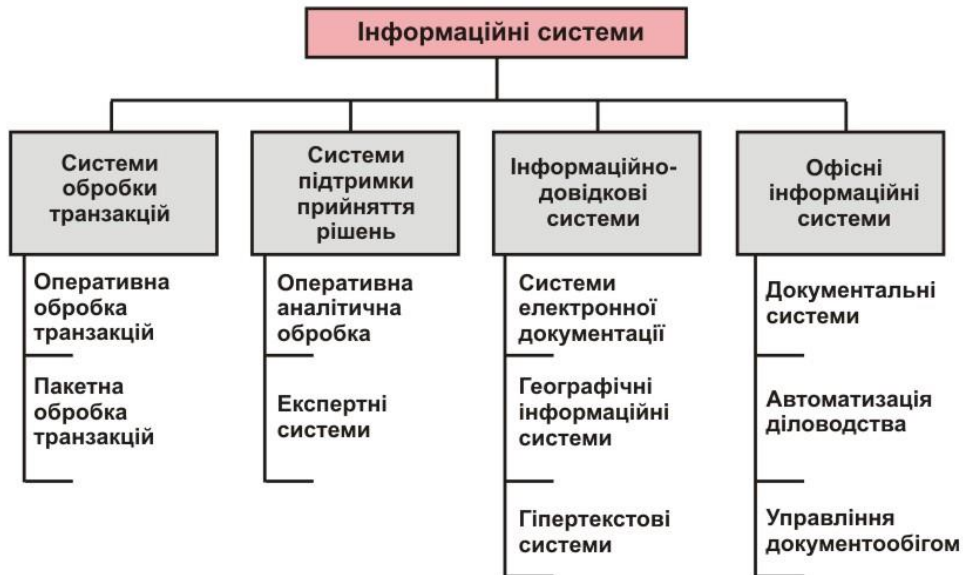 Інформаційні системи
Системи
обробки
транзакцій
Оперативна
обробка
транзакцій
Пакетна
обробка
транзакцій
Системи
підтримки
прийняття
рішень
Оперативна
аналітична
обробка
Експертні
системи
Інформаційно-
довідкові
системи
Системи
електронної
документації
Географічні
інформаційні
системи
Гіпертекстові
системи
Офісні
інформаційні
системи
Документальні
системи
Автоматизація
діловодства
Управління
документообігом